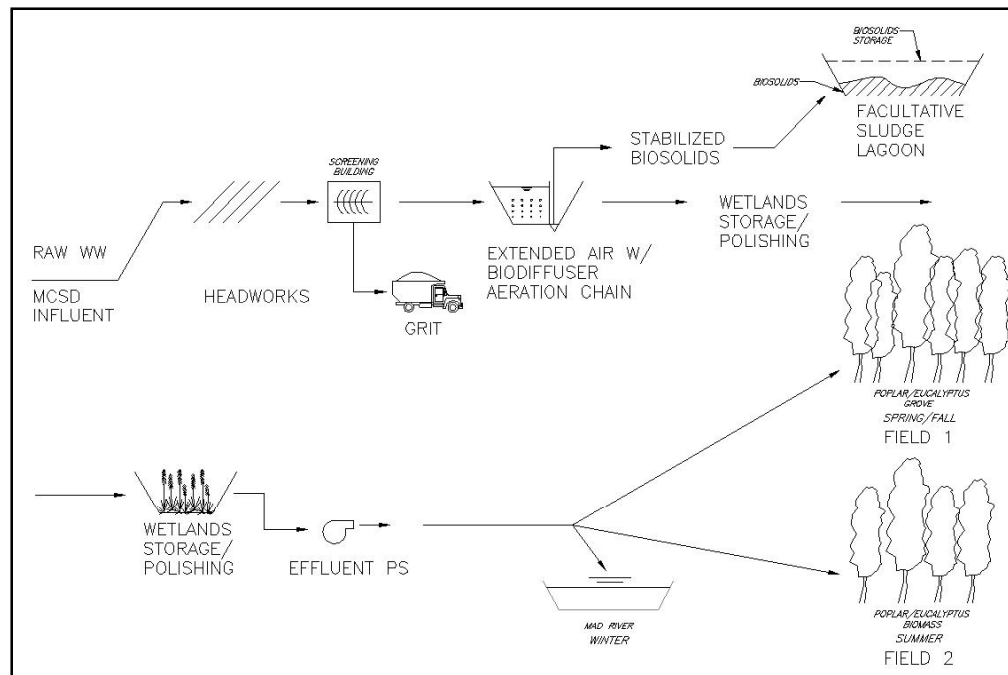 BIOSOLIDS
STORAGE
BIOSOLIDS
FACULTATIVE
SLUDGE
LAGOON
STABILIZED
BIOSOLIDS
SCREENING
BUILDING
RAW WW
MCSD
INFLUENT
HEADWORKS
GRIT
EXTENDED AIR W/
BIODIFFUSER
AERATION CHAIN
WETLANDS
STORAGE/
POLISHING
POPLAR/EUCALYPTUS
GROVE
SPRING/FALL
FIELD 1
WETLANDS
STORAGE/
POLISHING
EFFLUENT PS
MAD RIVER
WINTER
POPLAR/EUCALYPTUS
BIOMASS
SUMMER
FIELD 2